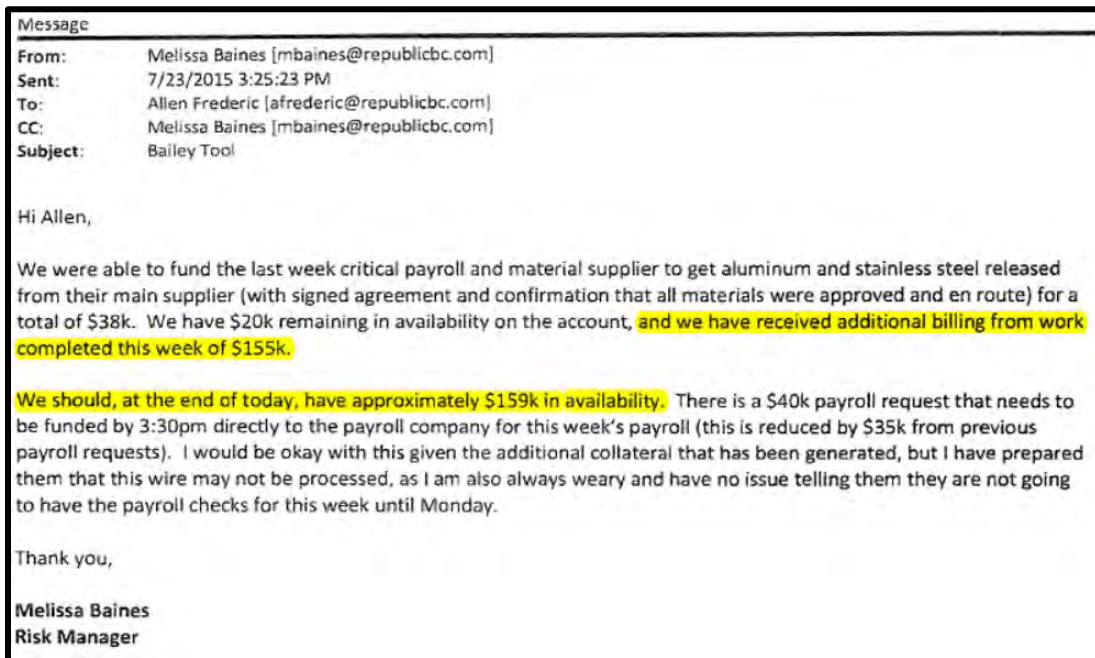 Message
From: Melissa Baines [mbaines@republicbc.com]
Sent: 7/23/2015 3:25:23 PM
To: Allen Frederic [afrederic@republicbc.com]
CC: Melissa Baines [mbaines@republicbc.com]
Subject: Bailey Tool
Hi Allen,
We were able to fund the last week critical payroll and material supplier to get aluminum and stainless steel released
from their main supplier (with signed agreement and confirmation that all materials were approved and en route) for a
total of $38k. We have $20k remaining in availability on the account, and we have received additional billing from work
completed this week of $155k.
We should, at the end of today, have approximately $159k in availability. There is a $40k payroll request that needs to
be funded by 3:30pm directly to the payroll company for this week's payroll (this is reduced by $35k from previous
payroll requests). I would be okay with this given the additional collateral that has been generated, but I have prepared
them that this wire may not be processed, as I am also always weary and have no issue telling them they are not going
to have the payroll checks for this week until Monday.
Thank you,
Melissa Baines
Risk Manager